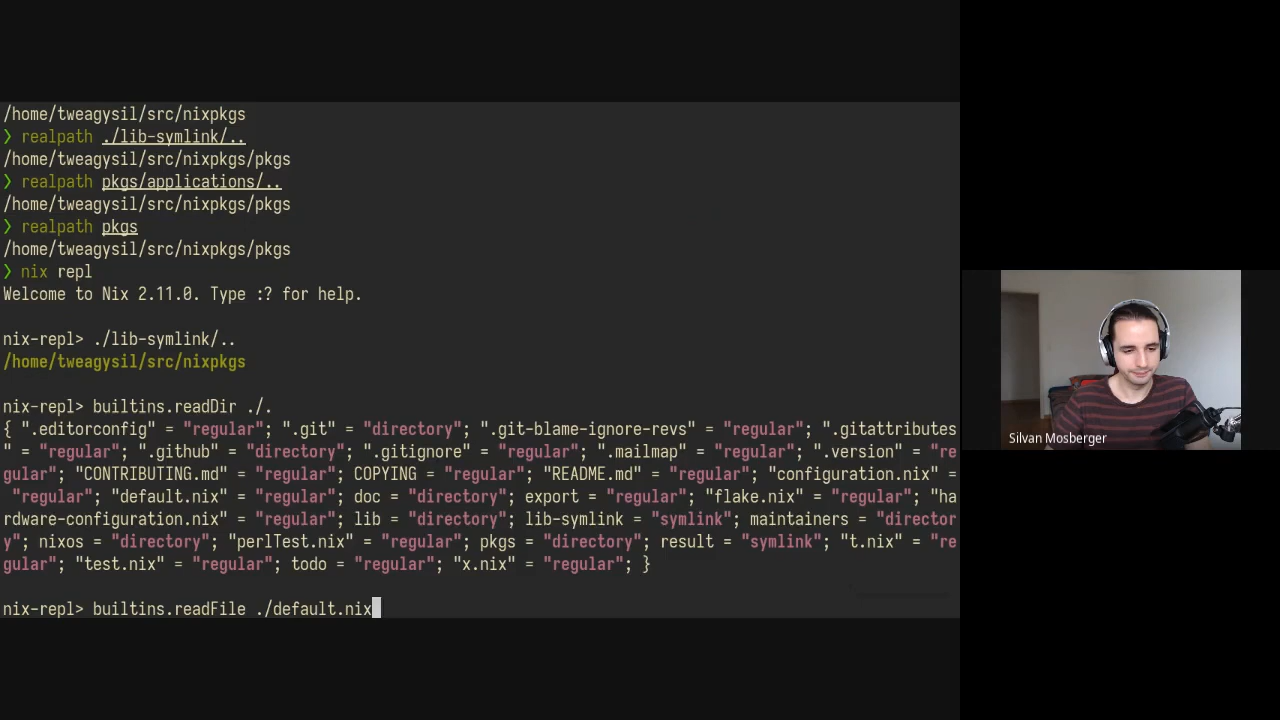 /home/tweagysil/src/nixpkgs
❯ realpath ./lib-symlink/..
/home/tweagysil/src/nixpkgs/pkgs
❯ realpath pkgs/applications/..
/home/tweagysil/src/nixpkgs/pkgs
❯ realpath pkgs
/home/tweagysil/src/nixpkgs/pkgs
❯ nix repl
Welcome to Nix 2.11.0. Type :? for help.
nix-repl> ./lib-symlink/..
/home/tweagysil/src/nixpkgs
nix-repl> builtins.readDir ./.
{ ".editorconfig" = "regular"; ".git" = "directory"; ".git-blame-ignore-revs" = "regular"; ".gitattributes
" = "regular"; ".github" = "directory"; ".gitignore" = "regular"; ".mailmap" = "regular"; ".version" = "re
gular"; "CONTRIBUTING.md" = "regular"; COPYING = "regular"; "README.md" = "regular"; "configuration.nix" =
"regular"; "default.nix" = "regular"; doc = "directory"; export = "regular"; "flake.nix" = "regular"; "ha
rdware-configuration.nix" = "regular"; lib = "directory"; lib-symlink = "symlink"; maintainers = "director
y"; nixos = "directory"; "perlTest.nix" = "regular"; pkgs = "directory"; result = "symlink"; "t.nix" = "re
gular"; "test.nix" = "regular"; todo = "regular"; "x.nix" = "regular"; }
nix-repl> builtins.readFile ./default.nix
Silvan Mosberger